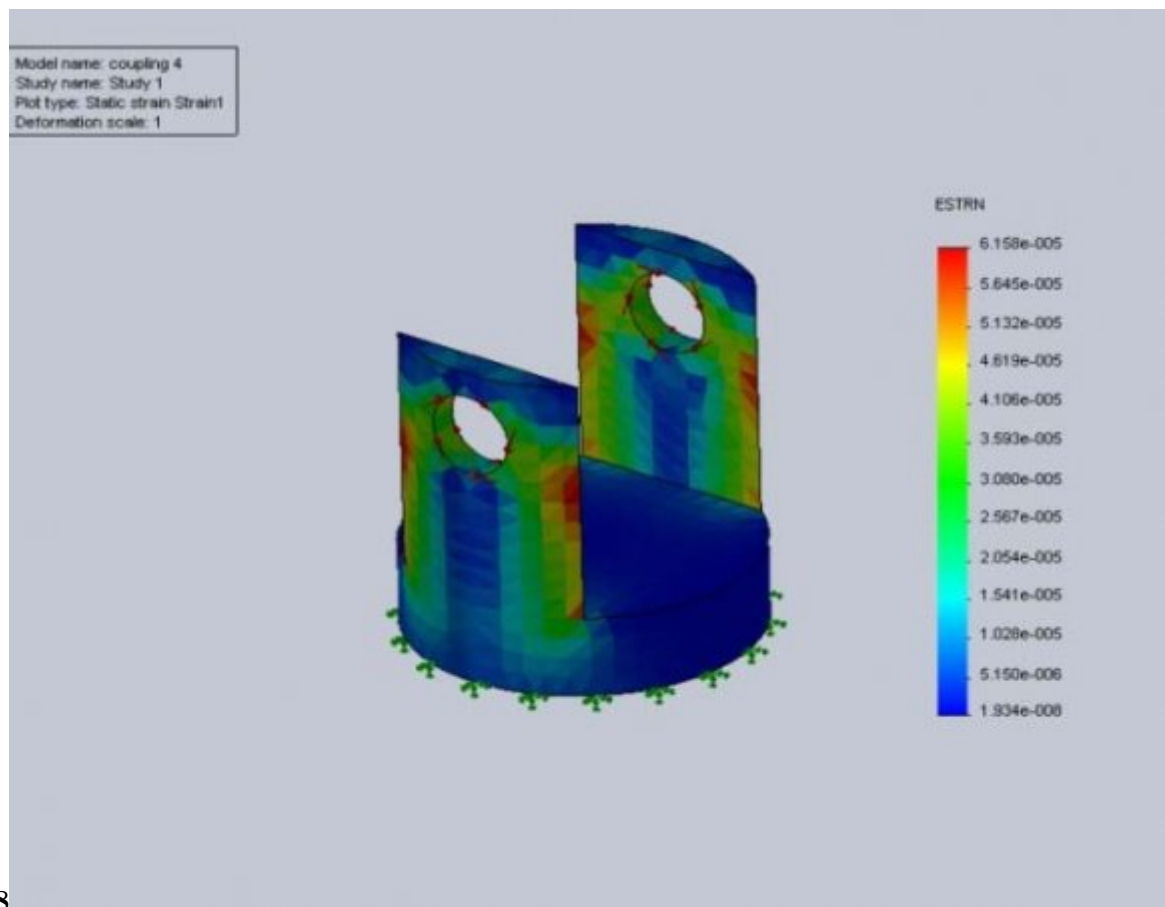 Model name: coupling 4
Study name: Study 1
Plot type: Static strain Strain1
Deformation scale: 1
ESTRN
6.158e-005
5.645e-005
5.132e-005
4.619e-005
4.106e-005
3.593e-005
3.080e-005
2.567e-005
2.054e-005
1.541e-005
1.028e-005
5.150e-006
1.934e-008